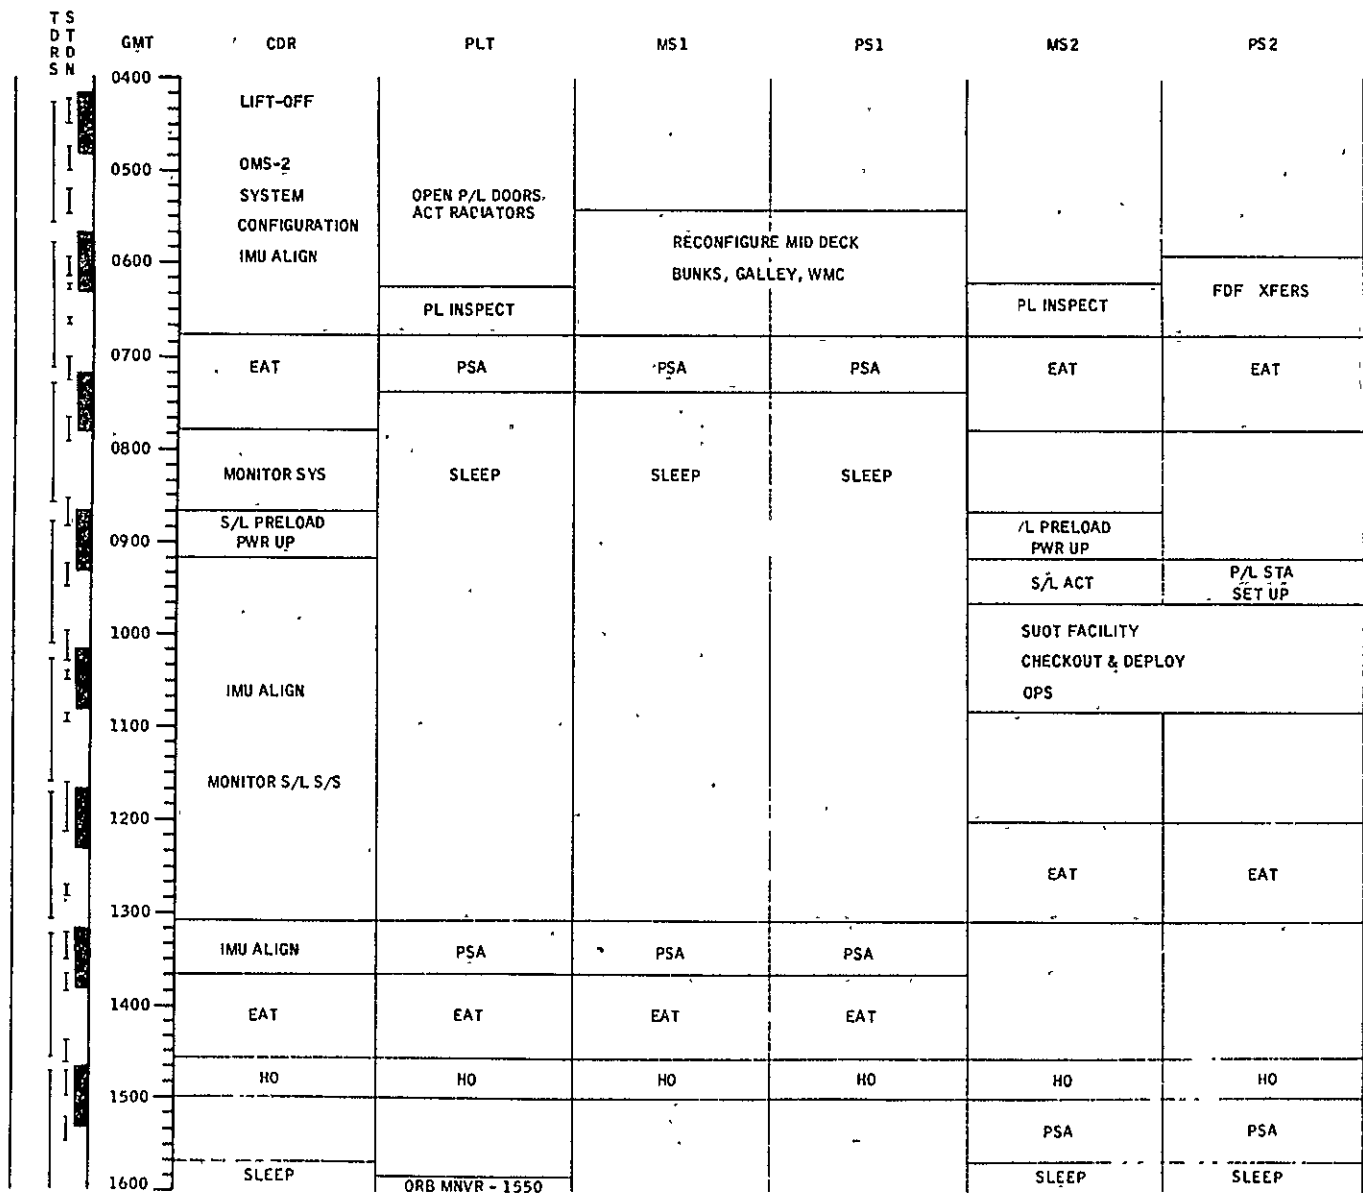 TDRS STDN GMT CDR PLT MS1 PS1 MS2 PS2
0400
LIFT-OFF
0500
OMS-2
SYSTEM
CONFIGURATION
IMU ALIGN
OPEN P/L DOORS,
ACT RADIATORS
RECONFIGURE MID DECK
BUNKS, GALLEY, WMC
0600
PL INSPECT PL INSPECT
FDF XFERS
0700
EAT PSA PSA PSA EAT EAT
0800
MONITOR SYS SLEEP SLEEP SLEEP
S/L PRELOAD
PWR UP
/L PRELOAD
PWR UP
0900
S/L ACT
P/L STA
SET UP
1000
SUOT FACILITY
CHECKOUT & DEPLOY
OPS
IMU ALIGN
1100
MONITOR S/L S/S
1200
EAT EAT
1300
IMU ALIGN PSA PSA PSA
1400
EAT EAT EAT EAT
HO HO HO HO HO HO
1500
PSA PSA
SLEEP SLEEP SLEEP
1600
ORB MNVR - 1550